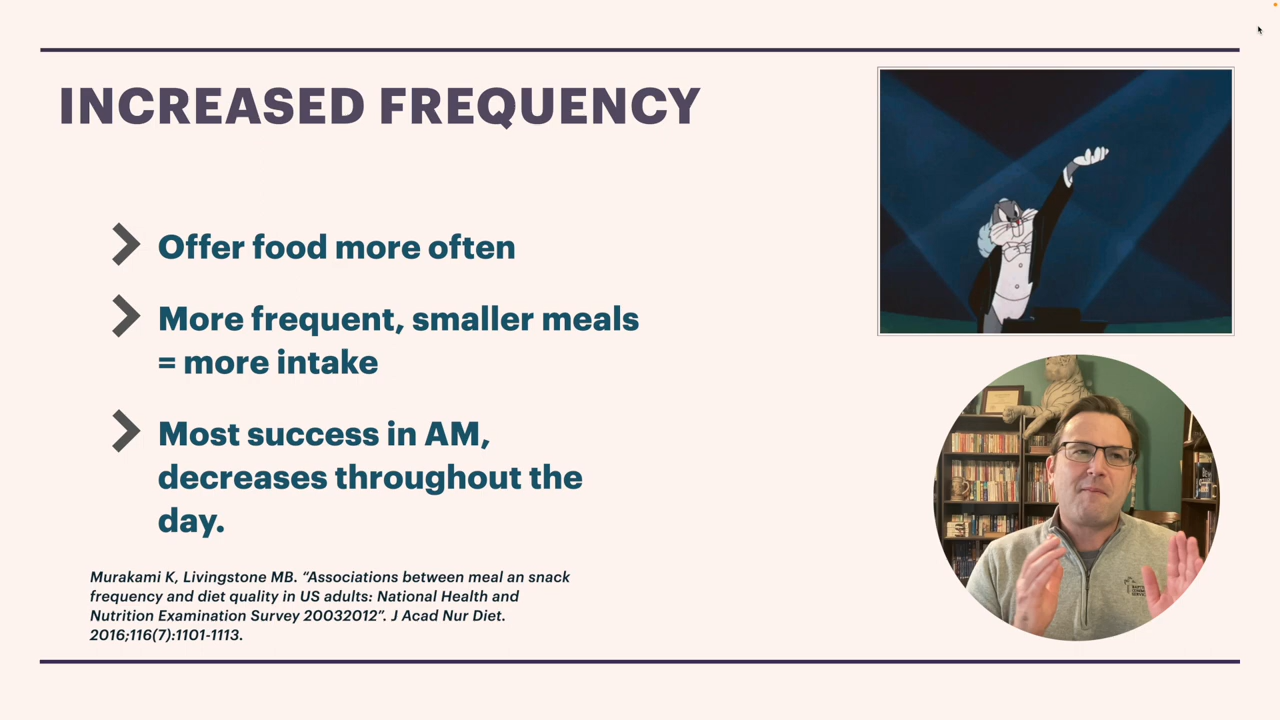 INCREASED FREQUENCY
Offer food more often
More frequent, smaller meals
= more intake
Most success in AM,
decreases throughout the
day.
Murakami K, Livingstone MB. “Associations between meal an snack
frequency and diet quality in US adults: National Health and
Nutrition Examination Survey 20032012”. J Acad Nur Diet.
2016;116(7):1101-1113.